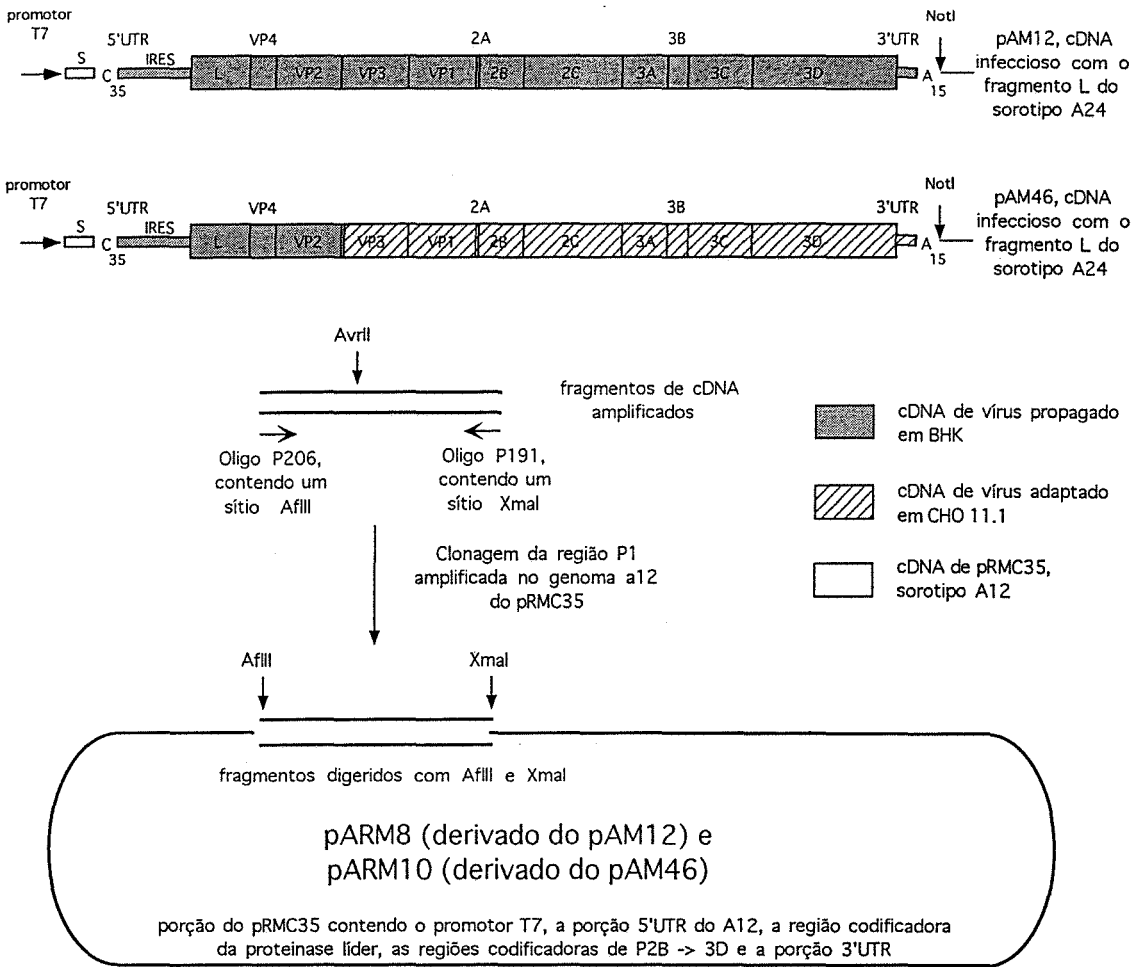 promotor
T7
S
C
35
5'UTR
IRES
VP4
2A
3B
3'UTR
NotI
L
VP2
VP3
VP1
2B
2C
3A
3C
3D
A
15
pAM12, cDNA
infeccioso com o
fragmento L do
sorotipo A24
promotor
T7
S
C
35
5'UTR
IRES
VP4
2A
3B
3'UTR
NotI
L
VP2
VP3
VP1
2B
2C
3A
3C
3D
A
15
pAM46, cDNA
infeccioso com o
fragmento L do
sorotipo A24
AvrII
fragmentos de cDNA
amplificados
Oligo P206,
contendo um
sítio AflII
Oligo P191,
contendo um
sítio XmaI
cDNA de vírus propagado
em BHK
cDNA de vírus adaptado
em CHO 11.1
cDNA de pRMC35,
sorotipo A12
Clonagem da região P1
amplificada no genoma a12
do pRMC35
AflII
XmaI
fragmentos digeridos com AflII e XmaI
pARM8 (derivado do pAM12) e
pARM10 (derivado do pAM46)
porção do pRMC35 contendo o promotor T7, a porção 5'UTR do A12, a região codificadora
da proteinase líder, as regiões codificadoras de P2B -> 3D e a porção 3'UTR